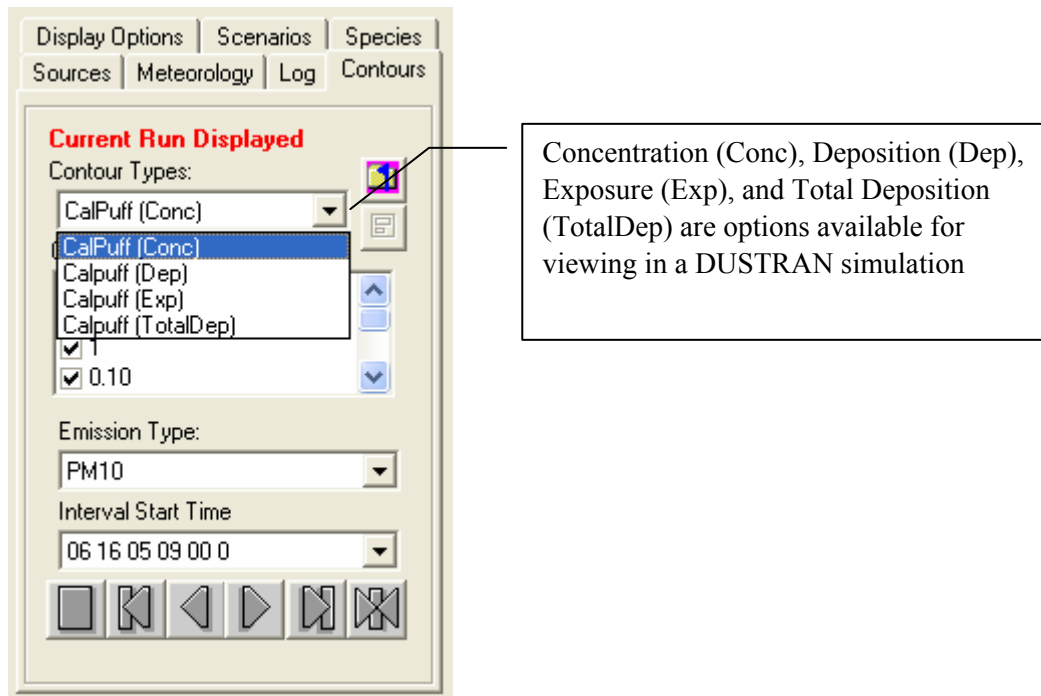 Display Options Scenarios Species
Sources Meteorology Log Contours
Current Run Displayed
Contour Types:
CalPuff (Conc)
CalPuff (Conc)
Calpuff (Dep)
Calpuff (Exp)
Calpuff (TotalDep)
1
0.10
Emission Type:
PM10
Interval Start Time
06 16 05 09 00 0
Concentration (Conc), Deposition (Dep),
Exposure (Exp), and Total Deposition
(TotalDep) are options available for
viewing in a DUSTRAN simulation